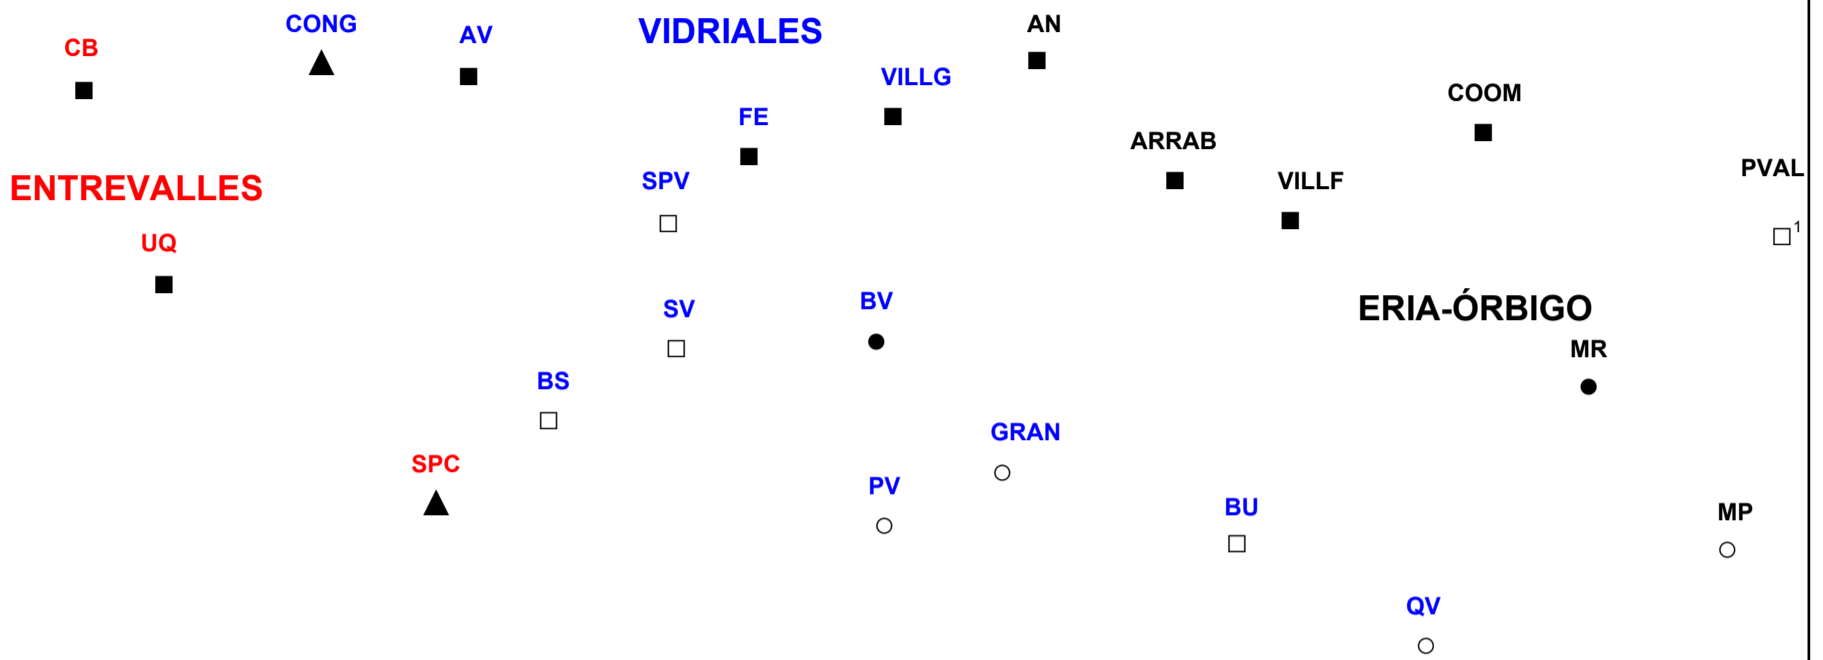 CONG
AV
VIDRIALES
AN
CB
VILLG
COOM
FE
ARRAB
PVAL
ENTREVALLES
SPV
VILLF
1
UQ
BV
SV
ERIA-ÓRBIGO
MR
BS
GRAN
SPC
PV
BU
MP
QV